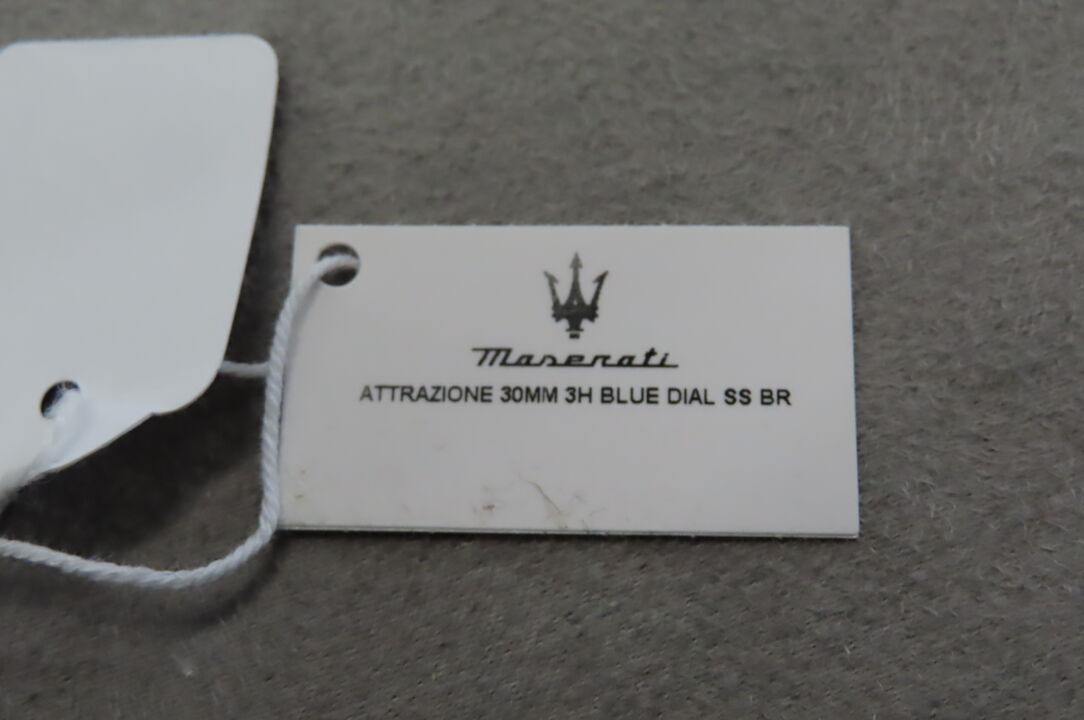 Maserati
ATTRAZIONE 30MM 3H BLUE DIAL SS BR